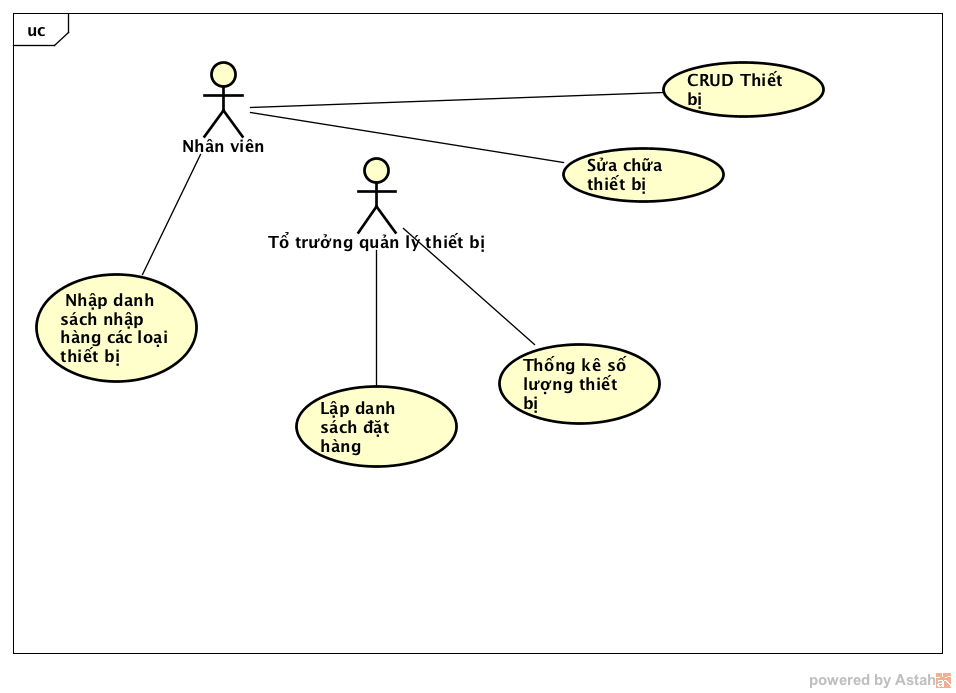 uc
CRUD Thiết
bị
Nhân viên
Sửa chữa
thiết bị
Tổ trưởng quản lý thiết bị
Nhập danh
sách nhập
hàng các loại
thiết bị
Thống kê số
lượng thiết
bị
Lập danh
sách đặt
hàng
powered by Astah